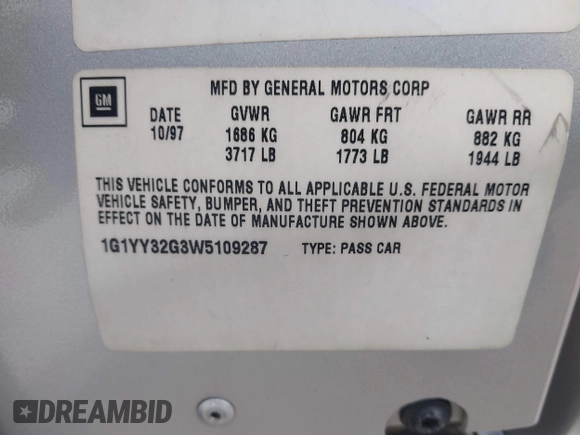 GM
MFD BY GENERAL MOTORS CORP
DATE GVWR GAWR FRT GAWR RR
10/97 1686 KG 804 KG 882 KG
3717 LB 1773 LB 1944 LB
THIS VEHICLE CONFORMS TO ALL APPLICABLE U.S. FEDERAL MOTOR
VEHICLE SAFETY, BUMPER, AND THEFT PREVENTION STANDARDS IN
EFFECT ON THE DATE OF MANUFACTURE SHOWN ABOVE.
1G1YY32G3W5109287 TYPE: PASS CAR
DREAMBID